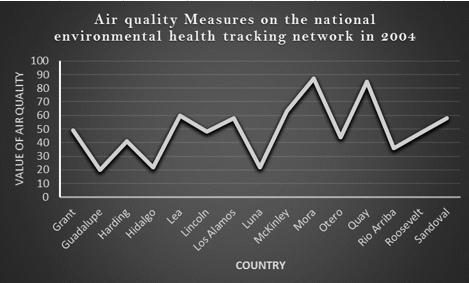 Air quality Measures on the national
environmental health tracking network in 2004
VALUE OF AIR QUALITY
100
90
80
70
60
50
40
30
20
10
0
Grant
Guadalupe
Harding
Hidalgo
Lea
Lincoln
Los Alamos
Luna
McKinley
Mora
Otero
Quay
Rio Arriba
Roosevelt
Sandoval
COUNTRY